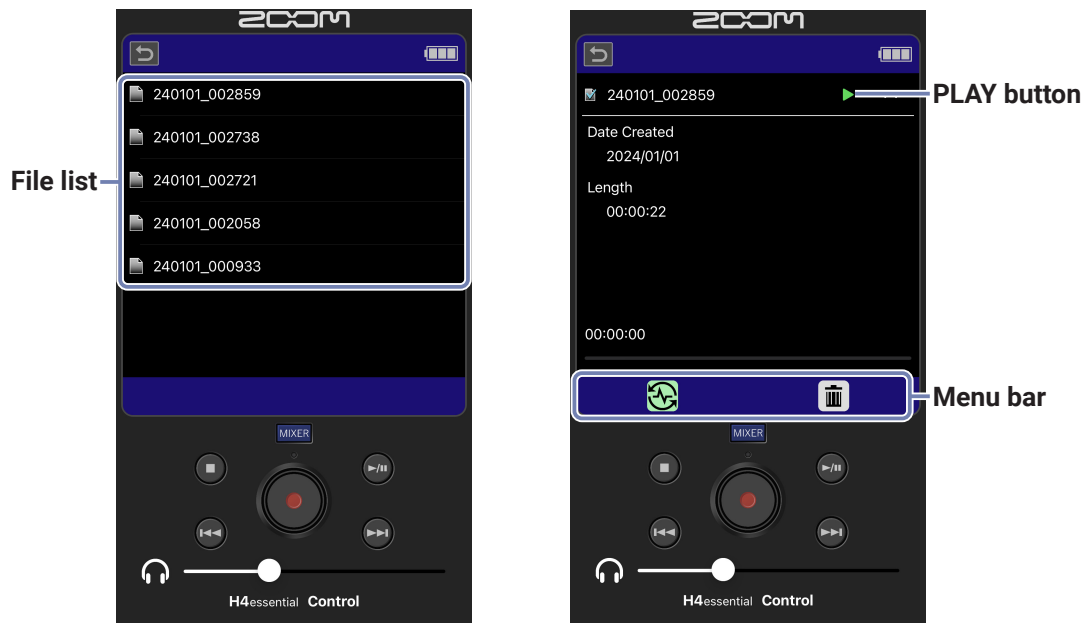 ZOOM
240101_002859
240101_002738
240101_002721
240101_002058
240101_000933
File list
MIXER
H4essential Control
ZOOM
240101_002859
PLAY button
Date Created
2024/01/01
Length
00:00:22
00:00:00
Menu bar
MIXER
H4essential Control